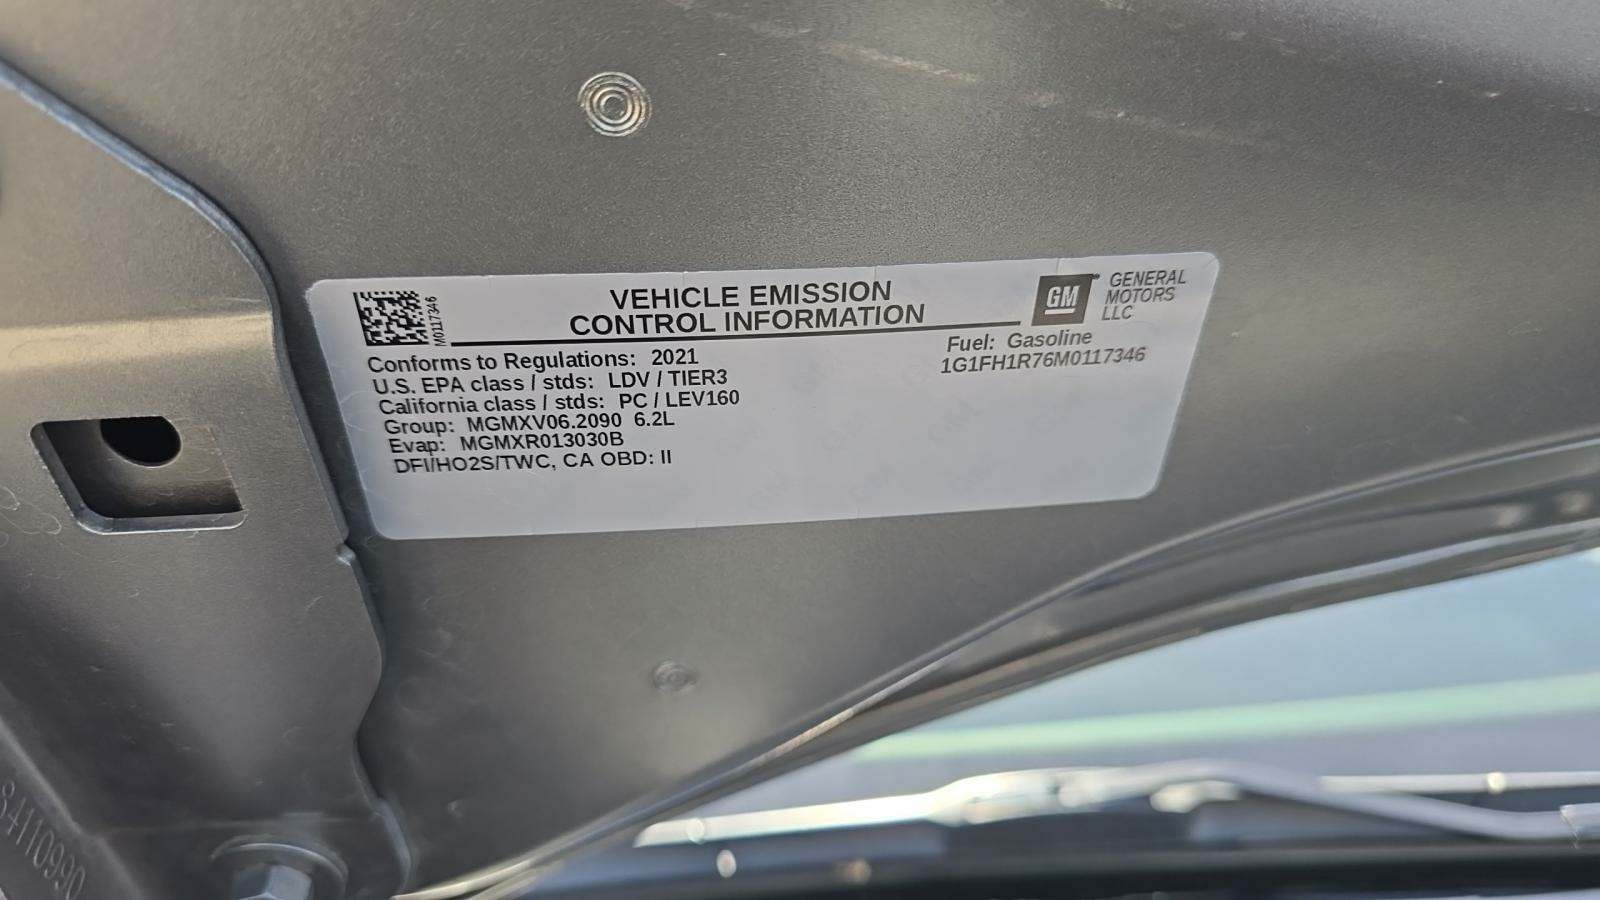 M0117346
VEHICLE EMISSION
CONTROL INFORMATION
GM
GENERAL
MOTORS
LLC
Conforms to Regulations: 2021
U.S. EPA class / stds: LDV / TIER3
California class / stds: PC / LEV160
Group: MGMXV06.2090 6.2L
Evap: MGMXR013030B
DFI/HO2S/TWC, CA OBD: II
Fuel: Gasoline
1G1FH1R76M0117346
84110990